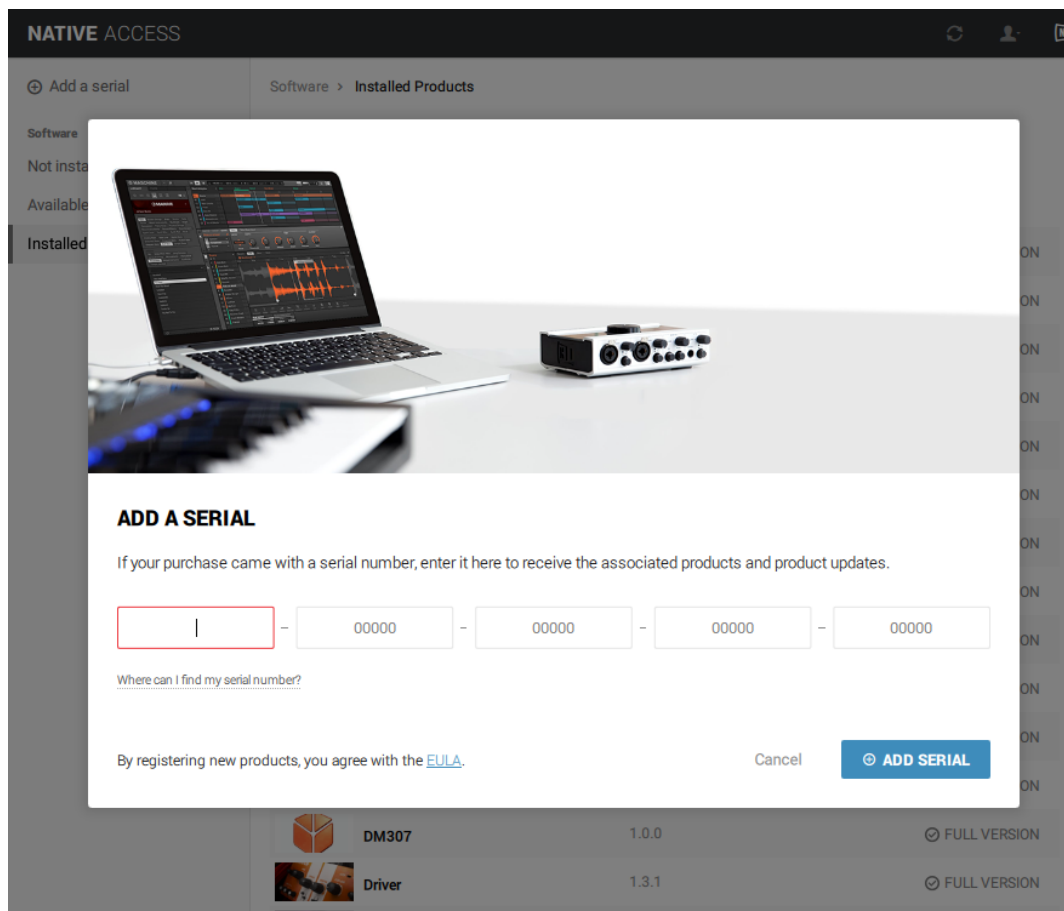 NATIVE ACCESS
Add a serial
Software > Installed Products
Software
Not insta
Available
Installed
ON
ON
ON
ON
ON
ON
ON
ON
ON
ON
ON
ON
ADD A SERIAL
If your purchase came with a serial number, enter it here to receive the associated products and product updates.
– 00000 – 00000 – 00000 – 00000
Where can I find my serial number?
By registering new products, you agree with the EULA.
Cancel
ADD SERIAL
DM307 1.0.0 FULL VERSION
Driver 1.3.1 FULL VERSION